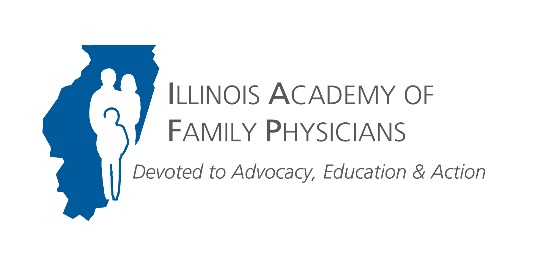 ILLINOIS ACADEMY OF
FAMILY PHYSICIANS
Devoted to Advocacy, Education & Action